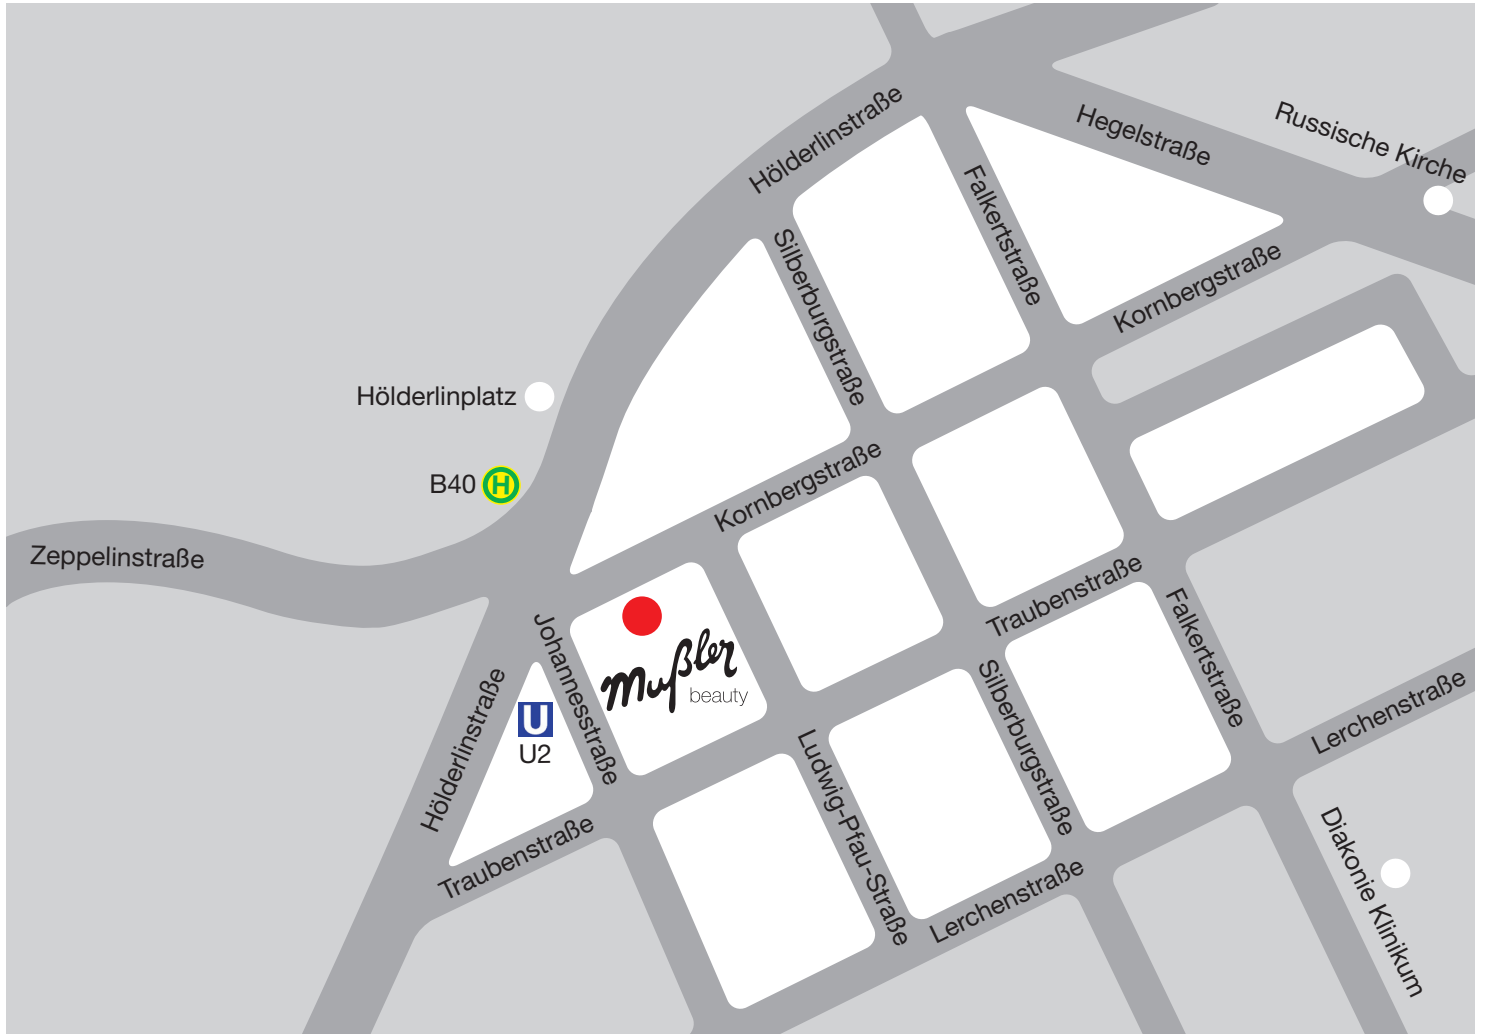 Hölderlinstraße
Hegelstraße
Russische Kirche
Falkertstraße
Silberburgstraße
Kornbergstraße
Hölderlinplatz
B40 H
Kornbergstraße
Zeppelinstraße
Traubenstraße
Falkertstraße
Johannesstraße
Mußler
beauty
Hölderlinstraße
U
U2
Silberburgstraße
Lerchenstraße
Ludwig-Pfau-Straße
Traubenstraße
Lerchenstraße
Diakonie Klinikum